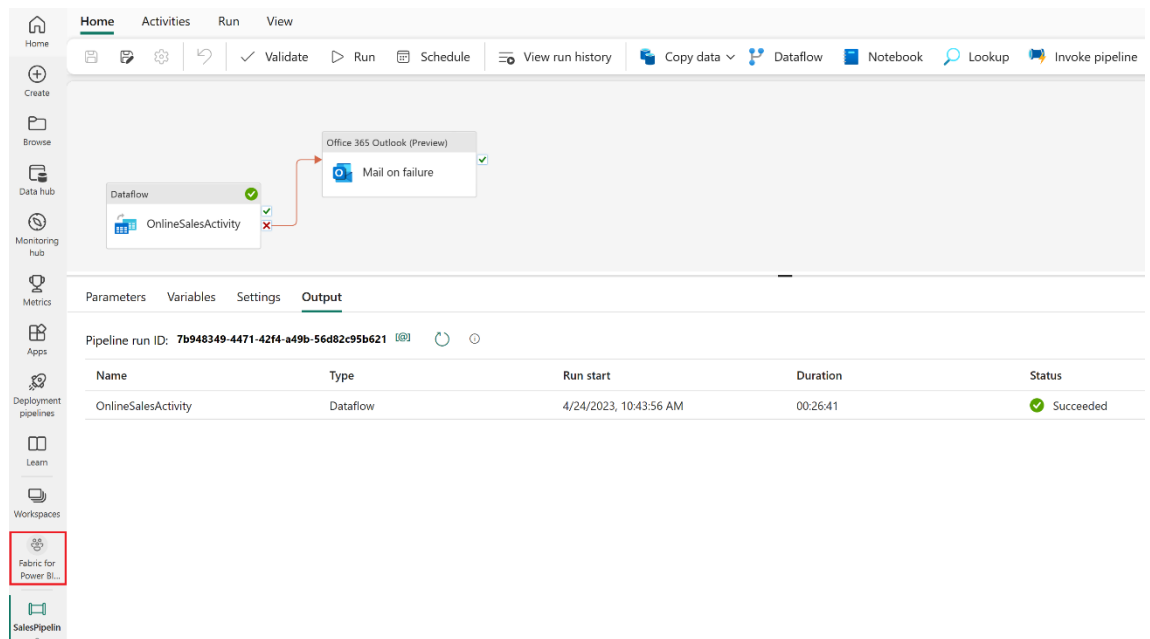 Home Activities Run View
Validate Run Schedule View run history Copy data Dataflow Notebook Lookup Invoke pipeline
Home
Create
Browse
Data hub
Monitoring
hub
Metrics
Apps
Deployment
pipelines
Learn
Workspaces
Fabric for
Power BI...
SalesPipelin
Office 365 Outlook (Preview)
Mail on failure
Dataflow
OnlineSalesActivity
Parameters Variables Settings Output
Pipeline run ID: 7b948349-4471-42f4-a49b-56d82c95b621
Name Type Run start Duration Status
OnlineSalesActivity Dataflow 4/24/2023, 10:43:56 AM 00:26:41 Succeeded